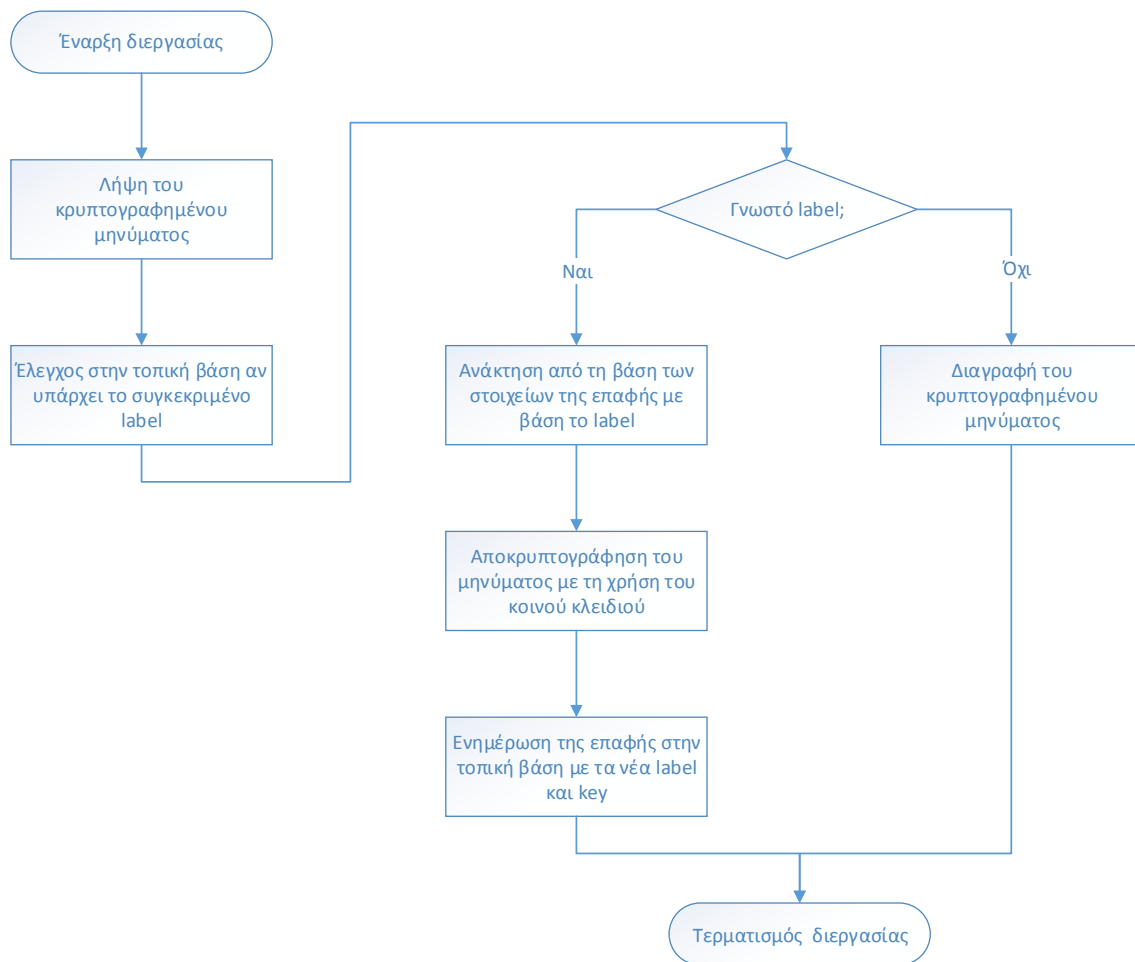 Έναρξη διεργασίας
Λήψη του
κρυπτογραφημένου
μηνύματος
Έλεγχος στην τοπική βάση αν
υπάρχει το συγκεκριμένο
label
Γνωστό label;
Ναι
Όχι
Ανάκτηση από τη βάση των
στοιχείων της επαφής με
βάση το label
Διαγραφή του
κρυπτογραφημένου
μηνύματος
Αποκρυπτογράφηση του
μηνύματος με τη χρήση του
κοινού κλειδιού
Ενημέρωση της επαφής στην
τοπική βάση με τα νέα label
και key
Τερματισμός διεργασίας